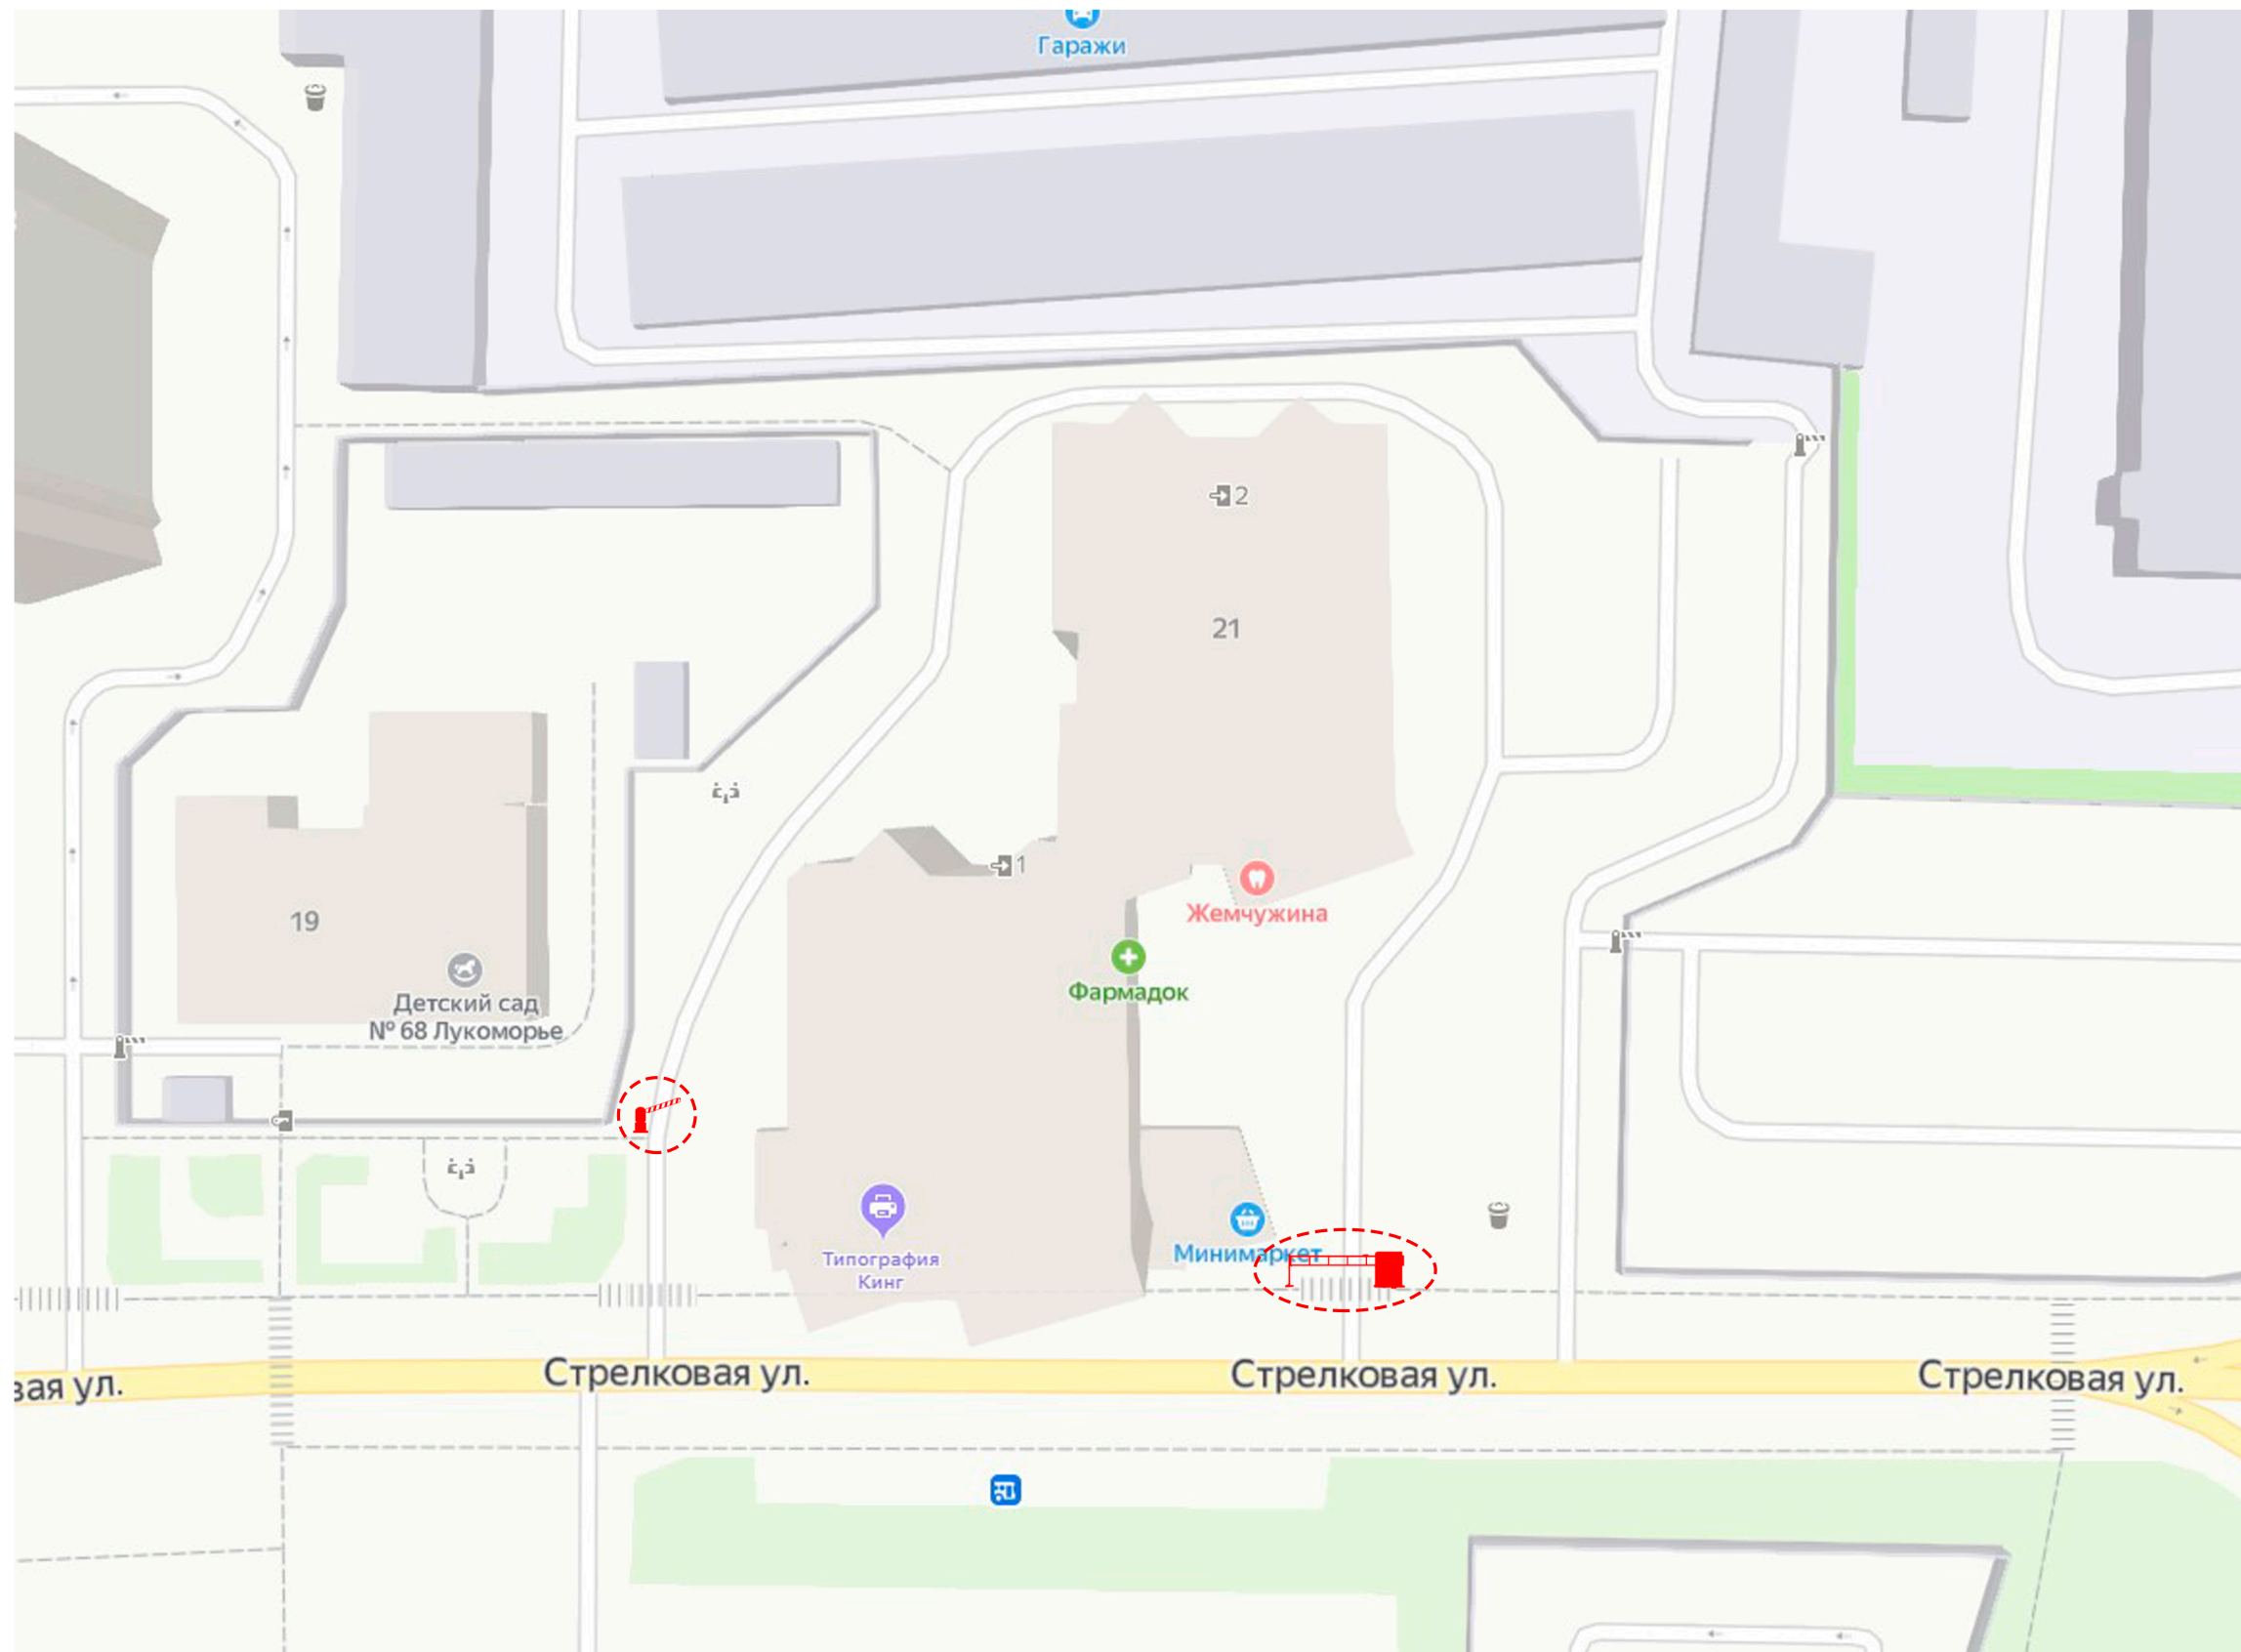 Гаражи
2
21
1
Жемчужина
19
Фармадок
Детский сад
№ 68 Лукоморье
Минимаркет
Типография
Кинг
вая ул.
Стрелковая ул.
Стрелковая ул.
Стрелковая ул.